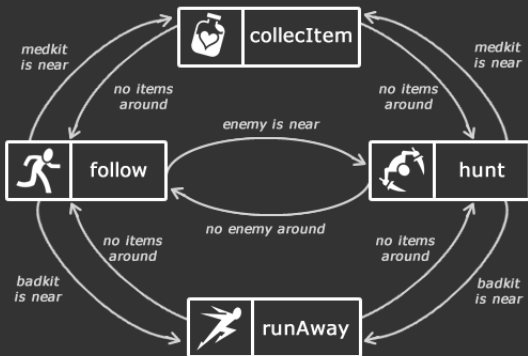 collecItem
medkit
is near
medkit
is near
no items
around
no items
around
enemy is near
follow
hunt
no enemy around
no items
around
no items
around
badkit
is near
badkit
is near
runAway